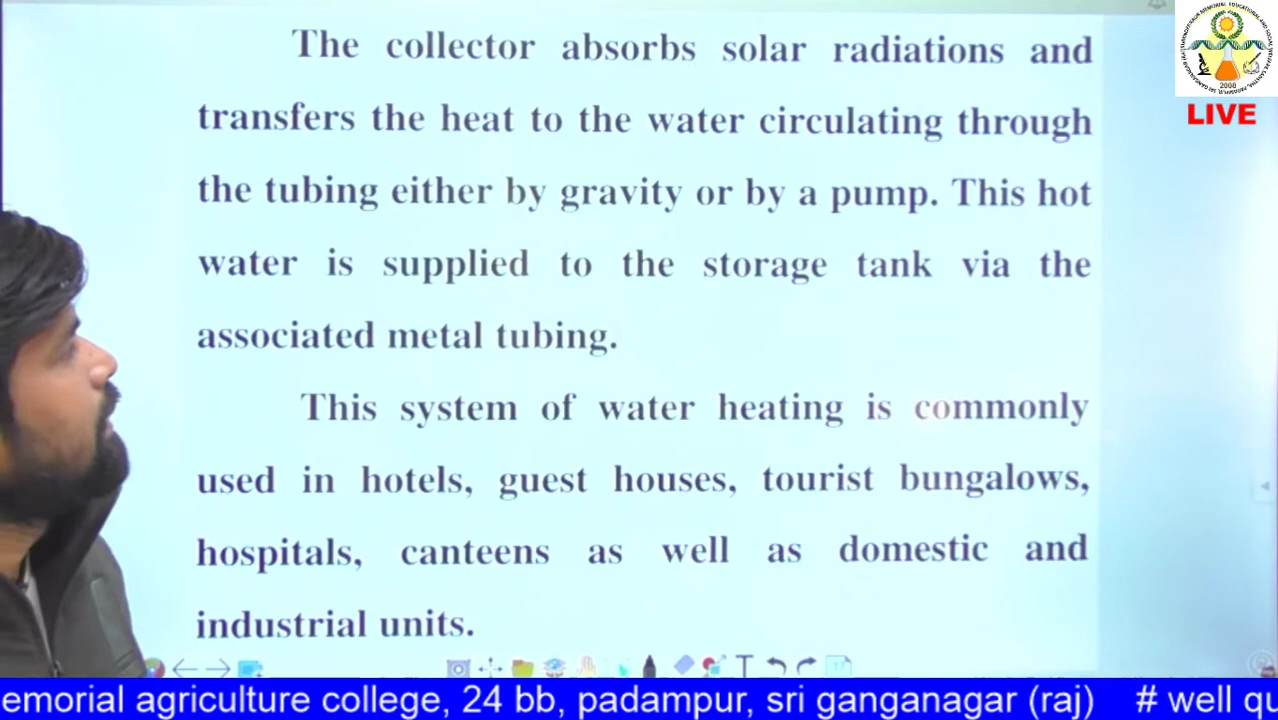 The collector absorbs solar radiations and
transfers the heat to the water circulating through
the tubing either by gravity or by a pump. This hot
water is supplied to the storage tank via the
associated metal tubing.
This system of water heating is commonly
used in hotels, guest houses, tourist bungalows,
hospitals, canteens as well as domestic and
industrial units.
2008
LIVE
emorial agriculture college, 24 bb, padampur, sri ganganagar (raj) # well qu